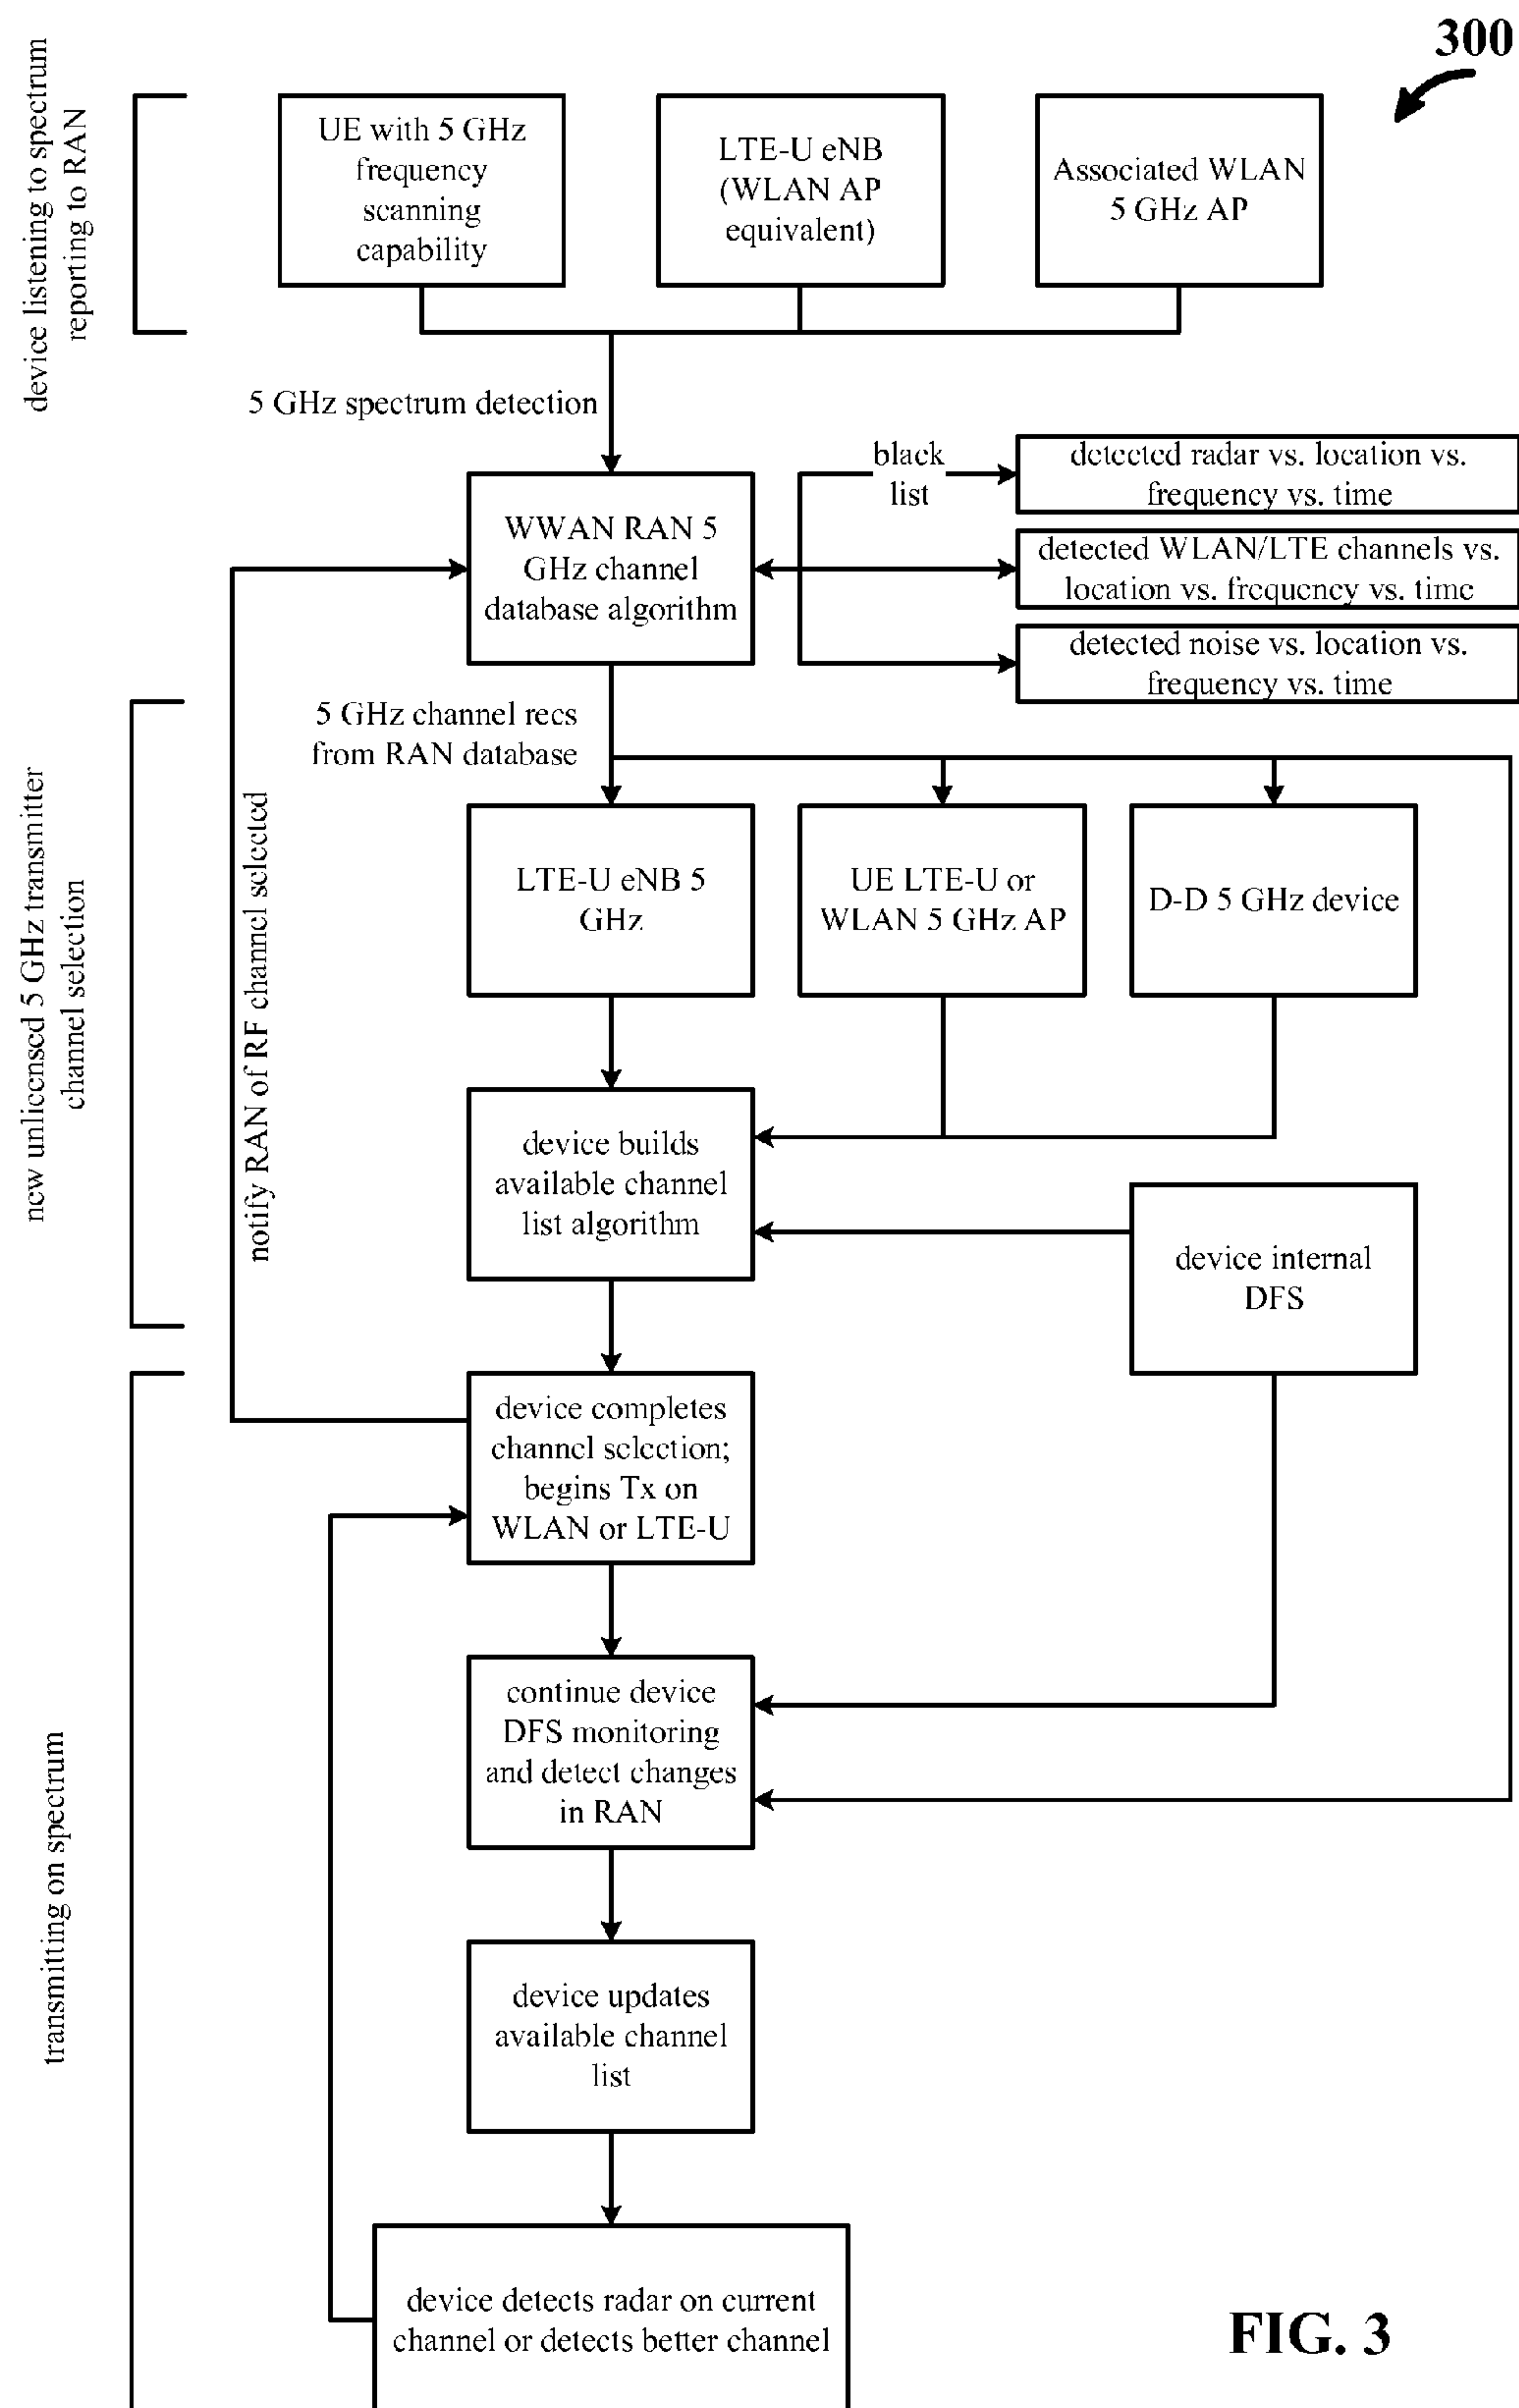 300
device listening to spectrum
reporting to RAN
UE with 5 GHz
frequency
scanning
capability
LTE-U eNB
(WLAN AP
equivalent)
Associated WLAN
5 GHz AP
5 GHz spectrum detection
black
list
detected radar vs. location vs.
frequency vs. time
WWAN RAN 5
GHz channel
database algorithm
detected WLAN/LTE channels vs.
location vs. frequency vs. time
detected noise vs. location vs.
frequency vs. time
5 GHz channel recs
from RAN database
new unlicensed 5 GHz transmitter
channel selection
notify RAN of RF channel selected
LTE-U eNB 5
GHz
UE LTE-U or
WLAN 5 GHz AP
D-D 5 GHz device
device builds
available channel
list algorithm
device internal
DFS
device completes
channel selection;
begins Tx on
WLAN or LTE-U
transmitting on spectrum
continue device
DFS monitoring
and detect changes
in RAN
device updates
available channel
list
device detects radar on current
channel or detects better channel
FIG. 3